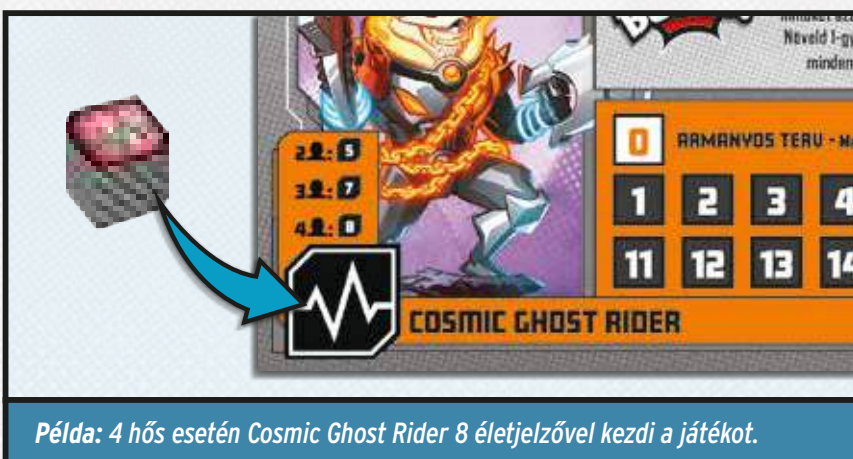 Növeld 1-gy
minden
2 : 5
3 : 7
4 : 8
0 ÁRMÁNYOS TERV - N
1 2 3 4
11 12 13 14
COSMIC GHOST RIDER
Példa: 4 hős esetén Cosmic Ghost Rider 8 életjelzővel kezdi a játékot.